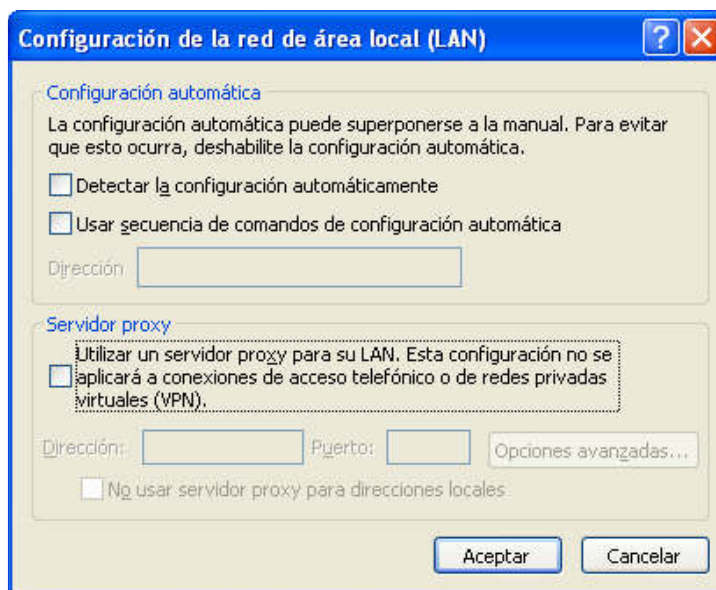 Configuración de la red de área local (LAN)
Configuración automática
La configuración automática puede superponerse a la manual. Para evitar
que esto ocurra, deshabilite la configuración automática.
Detectar la configuración automáticamente
Usar secuencia de comandos de configuración automática
Dirección
Servidor proxy
Utilizar un servidor proxy para su LAN. Esta configuración no se
aplicará a conexiones de acceso telefónico o de redes privadas
virtuales (VPN).
Dirección: Puerto: Opciones avanzadas...
No usar servidor proxy para direcciones locales
Aceptar Cancelar